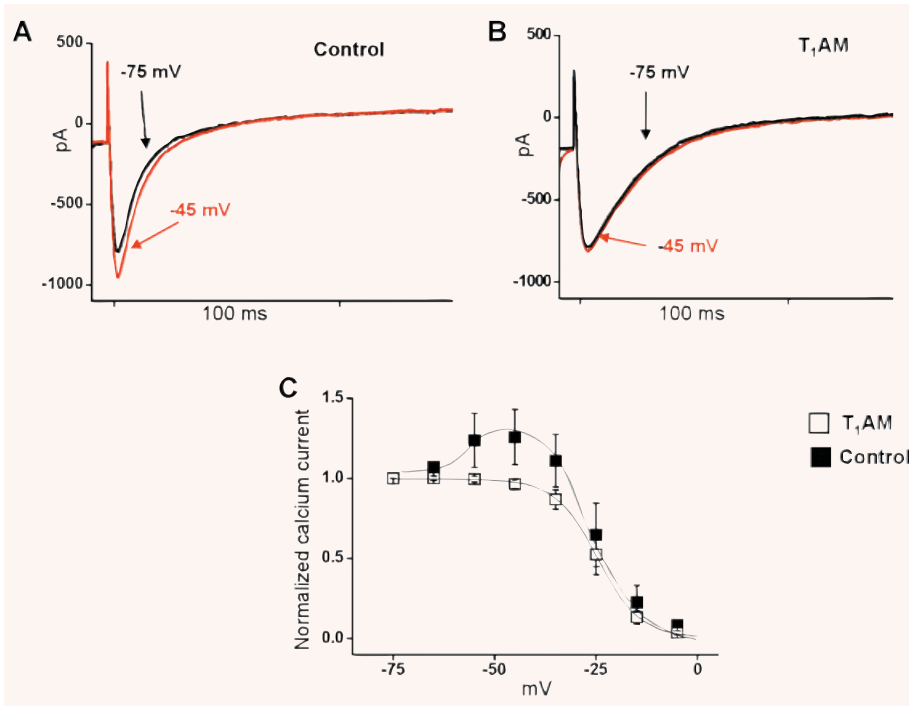 A
500
0
-500
-1000
pA
Control
-75 mV
-45 mV
100 ms
B
500
0
-500
-1000
pA
T1AM
-75 mV
-45 mV
100 ms
C
1.5
1.0
0.5
0.0
Normalized calcium current
-75
-50
-25
0
mV
T1AM
Control